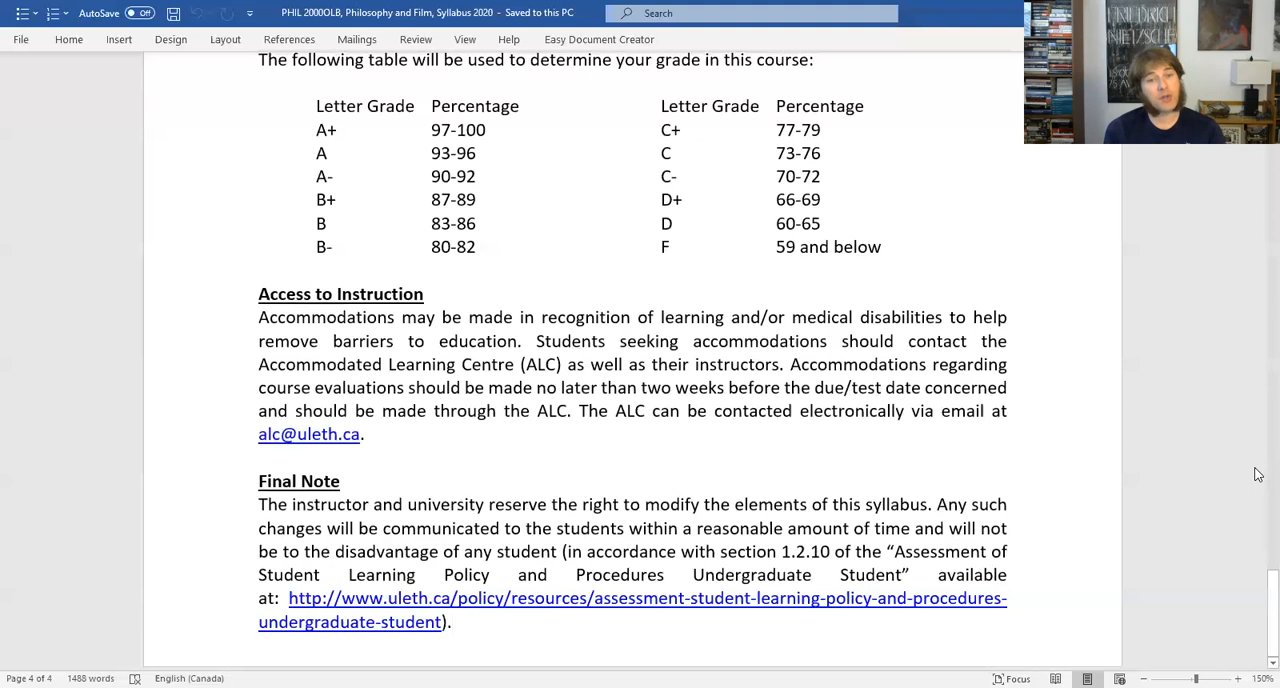 AutoSave Off PHIL 2000OLB, Philosophy and Film, Syllabus 2020 - Saved to this PC Search
File Home Insert Design Layout References Mailings Review View Help Easy Document Creator
FRIEDRICH
NIETZSCHE
The following table will be used to determine your grade in this course:
Letter Grade Percentage Letter Grade Percentage
A+ 97-100 C+ 77-79
A 93-96 C 73-76
A- 90-92 C- 70-72
B+ 87-89 D+ 66-69
B 83-86 D 60-65
B- 80-82 F 59 and below
Access to Instruction
Accommodations may be made in recognition of learning and/or medical disabilities to help
remove barriers to education. Students seeking accommodations should contact the
Accommodated Learning Centre (ALC) as well as their instructors. Accommodations regarding
course evaluations should be made no later than two weeks before the due/test date concerned
and should be made through the ALC. The ALC can be contacted electronically via email at
alc@uleth.ca.
Final Note
The instructor and university reserve the right to modify the elements of this syllabus. Any such
changes will be communicated to the students within a reasonable amount of time and will not
be to the disadvantage of any student (in accordance with section 1.2.10 of the “Assessment of
Student Learning Policy and Procedures Undergraduate Student” available
at: http://www.uleth.ca/policy/resources/assessment-student-learning-policy-and-procedures-
undergraduate-student).
Page 4 of 4 1488 words English (Canada) Focus 150%